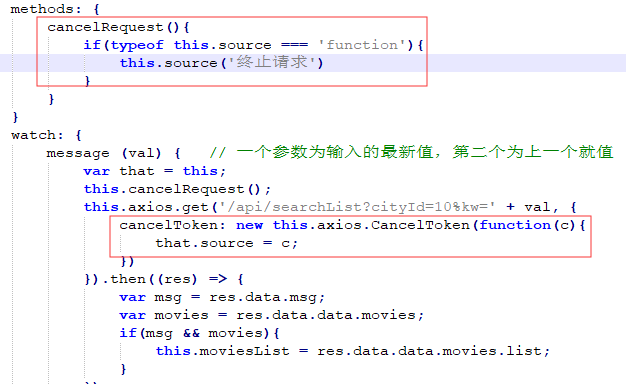 methods: {
    cancelRequest(){
        if(typeof this.source === 'function'){
            this.source('终止请求')
        }
    }
}
watch: {
    message (val) {   // 一个参数为输入的最新值，第二个为上一个就值
        var that = this;
        this.cancelRequest();
        this.axios.get('/api/searchList?cityId=10%kw=' + val, {
            cancelToken: new this.axios.CancelToken(function(c){
                that.source = c;
            })
        }).then((res) => {
            var msg = res.data.msg;
            var movies = res.data.data.movies;
            if(msg && movies){
                this.moviesList = res.data.data.movies.list;
            }